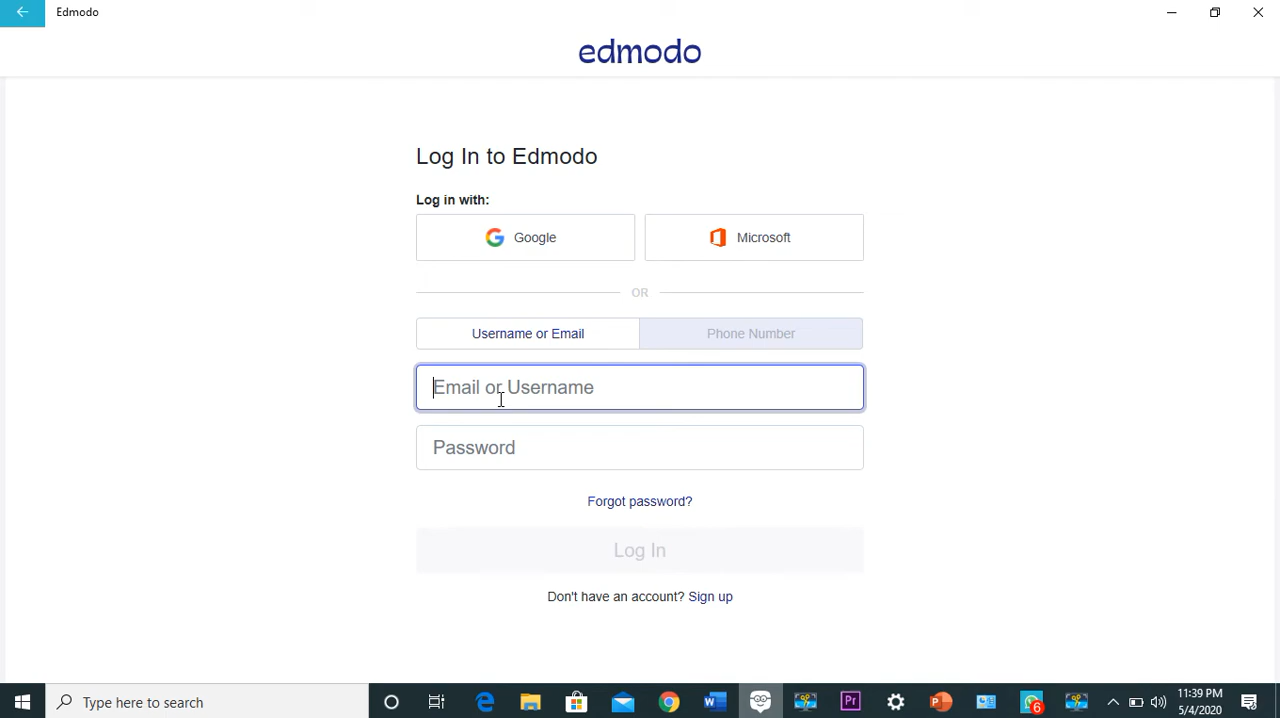 Edmodo
edmodo
Log In to Edmodo
Log in with:
Google
Microsoft
OR
Username or Email
Phone Number
Email or Username
Password
Forgot password?
Log In
Don't have an account? Sign up
Type here to search
6
11:39 PM
5/4/2020